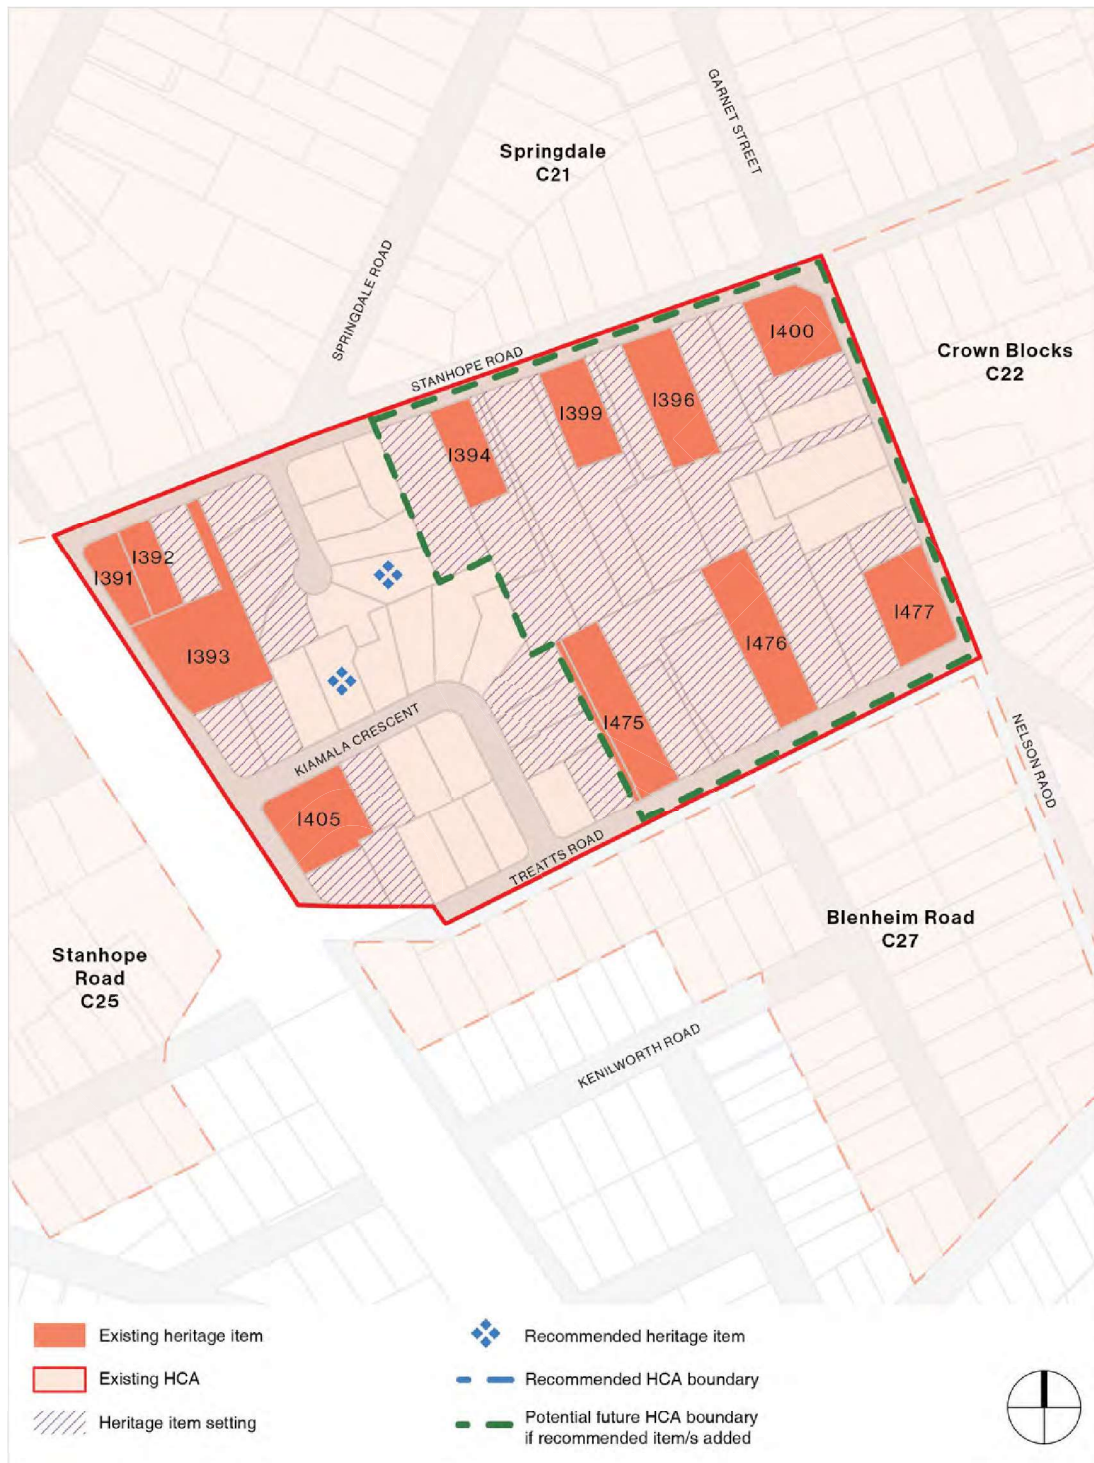 GARNET STREET
Springdale
C21
SPRINGDALE ROAD
STANHOPE ROAD
Crown Blocks
C22
I400
I399
I396
I394
I392
I391
I393
I477
I476
I475
KIAMALA CRESCENT
I405
TREATTS ROAD
NELSON RAOD
Blenheim Road
C27
Stanhope
Road
C25
KENILWORTH ROAD
Existing heritage item
Existing HCA
Heritage item setting
Recommended heritage item
Recommended HCA boundary
Potential future HCA boundary
if recommended item/s added